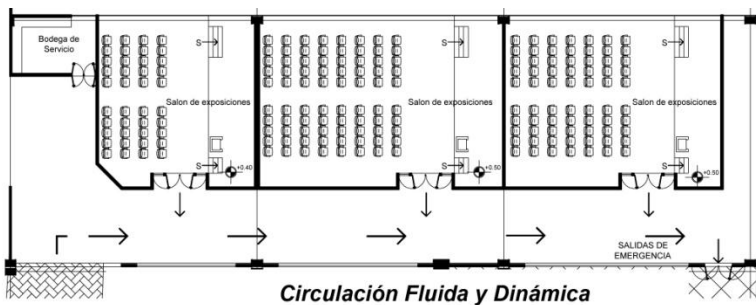 Bodega de
Servicio
S
S
S
Salon de exposiciones
Salon de exposiciones
Salon de exposiciones
S
+0.40
S
+0.50
S
+0.50
SALIDAS DE
EMERGENCIA
Circulación Fluida y Dinámica